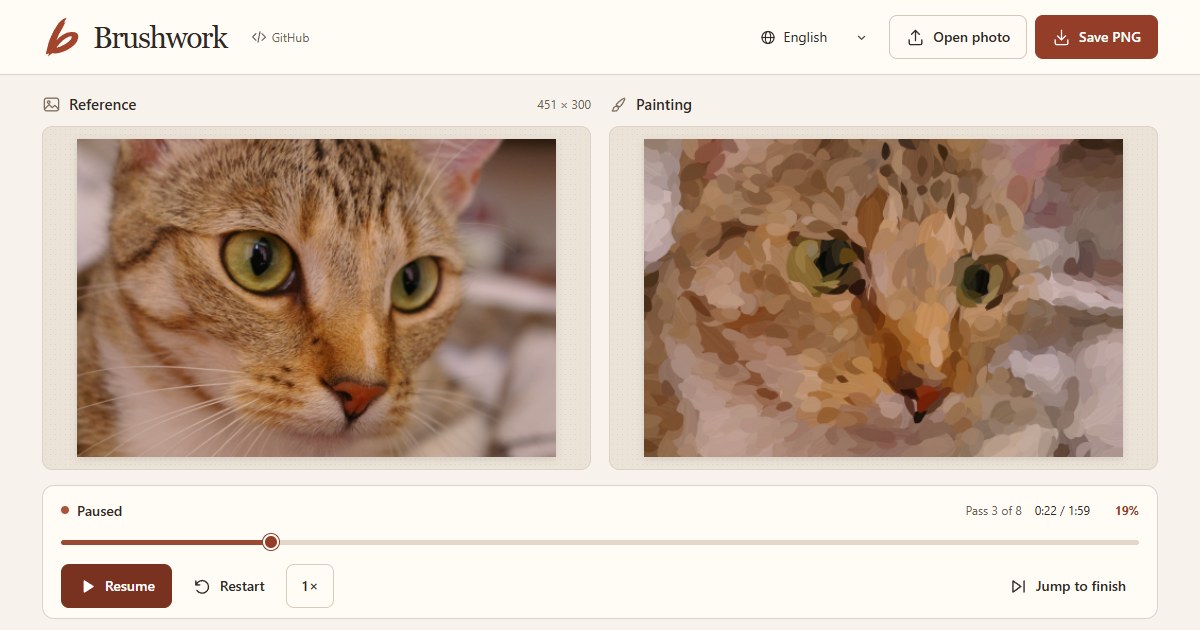 Brushwork
GitHub
English
Open photo
Save PNG
Reference
451 × 300
Painting
Paused
Pass 3 of 8
0:22 / 1:59
19%
Resume
Restart
1×
Jump to finish